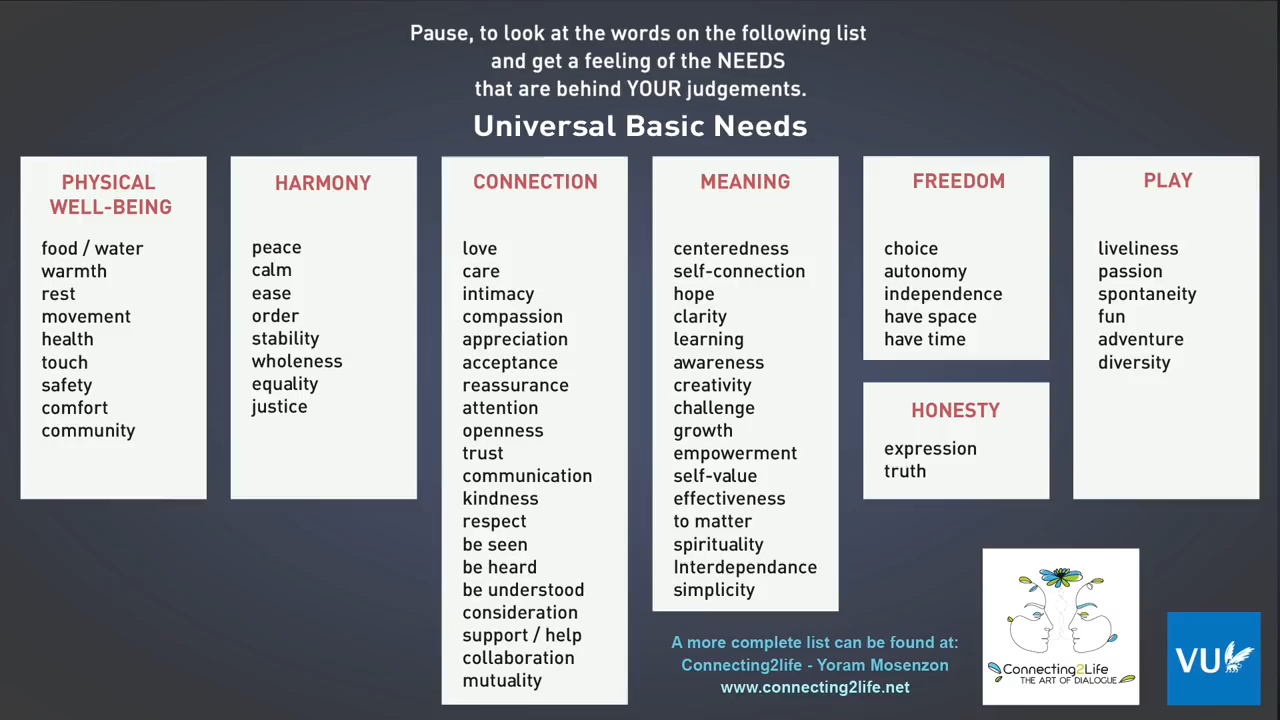 Pause, to look at the words on the following list
and get a feeling of the NEEDS
that are behind YOUR judgements.
Universal Basic Needs
PHYSICAL
WELL-BEING
food / water
warmth
rest
movement
health
touch
safety
comfort
community
HARMONY
peace
calm
ease
order
stability
wholeness
equality
justice
CONNECTION
love
care
intimacy
compassion
appreciation
acceptance
reassurance
attention
openness
trust
communication
kindness
respect
be seen
be heard
be understood
consideration
support / help
collaboration
mutuality
MEANING
centeredness
self-connection
hope
clarity
learning
awareness
creativity
challenge
growth
empowerment
self-value
effectiveness
to matter
spirituality
Interdependance
simplicity
FREEDOM
choice
autonomy
independence
have space
have time
HONESTY
expression
truth
PLAY
liveliness
passion
spontaneity
fun
adventure
diversity
A more complete list can be found at:
Connecting2life - Yoram Mosenzon
www.connecting2life.net
Connecting2Life
THE ART OF DIALOGUE
VU